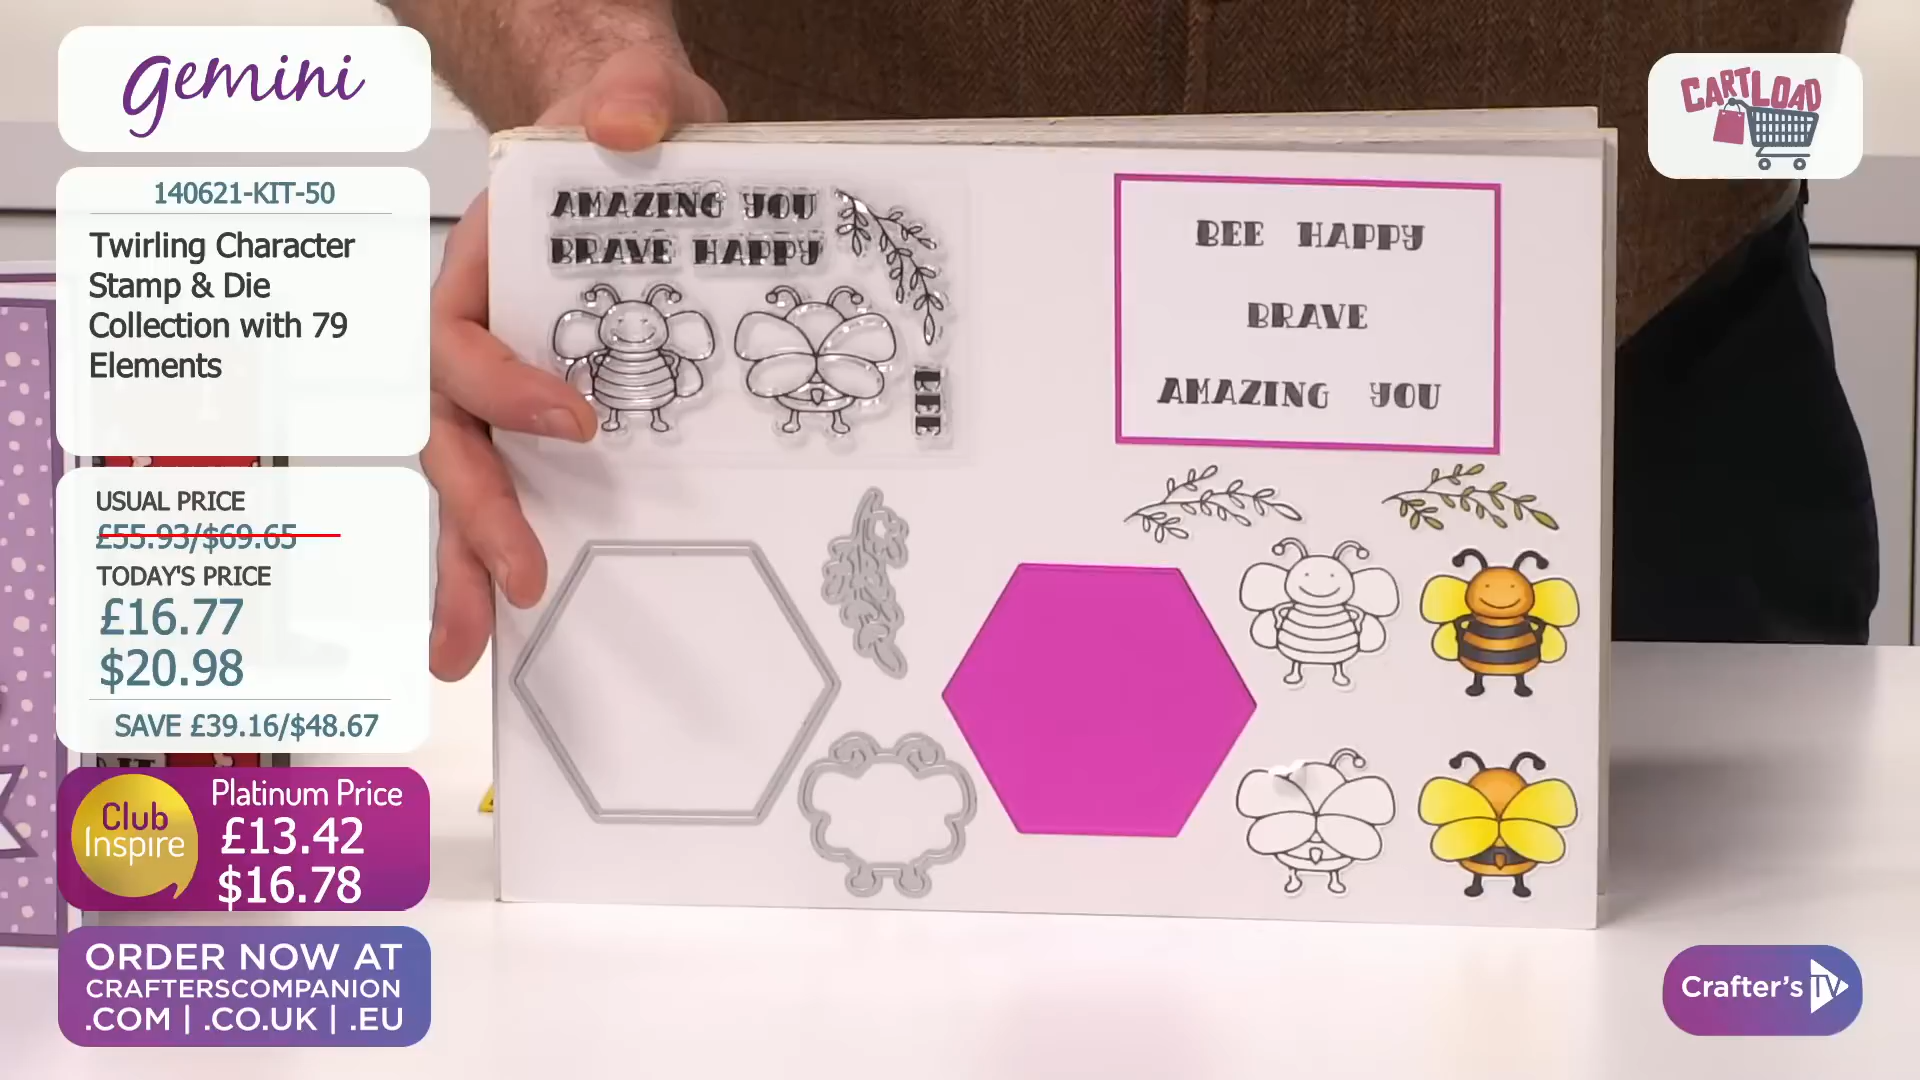 gemini
140621-KIT-50
Twirling Character
Stamp & Die
Collection with 79
Elements
USUAL PRICE
£55.93/$69.65
TODAY'S PRICE
£16.77
$20.98
SAVE £39.16/$48.67
Club
Inspire
Platinum Price
£13.42
$16.78
ORDER NOW AT
CRAFTERSCOMPANION
.COM | .CO.UK | .EU
AMAZING YOU
BRAVE HAPPY
BEE
BEE HAPPY
BRAVE
AMAZING YOU
CARTLOAD
Crafter's TV